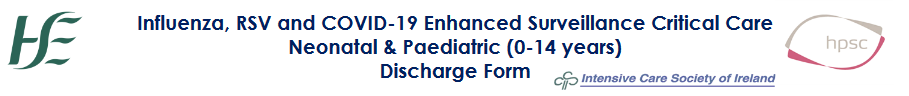 HSE
Influenza, RSV and COVID-19 Enhanced Surveillance Critical Care
Neonatal & Paediatric (0-14 years)
Discharge Form
Intensive Care Society of Ireland
hpsc